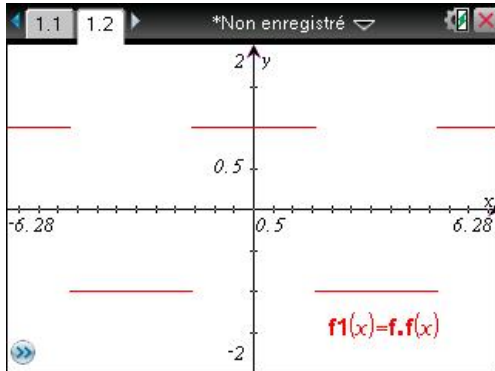 1.1 1.2 *Non enregistré
2 y
0.5
x
-6.28 0.5 6.28
f1(x)=f.f(x)
-2